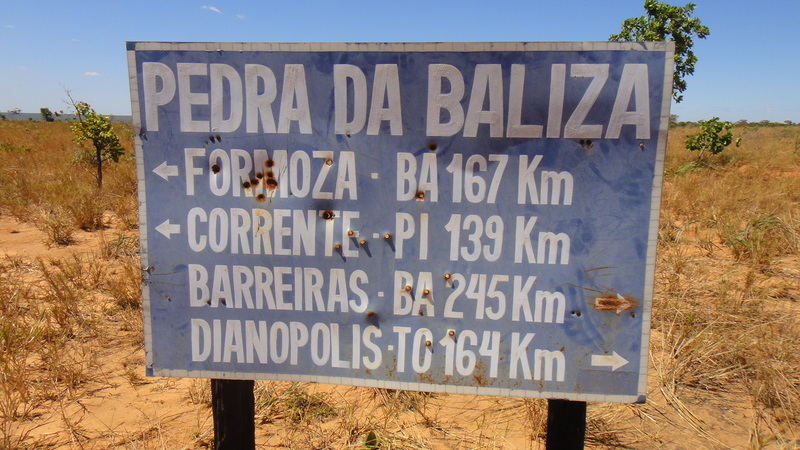 PEDRA DA BALIZA
← FORMOZA - BA 167 Km
← CORRENTE - PI 139 Km
BARREIRAS - BA 245 Km →
DIANOPOLIS - TO 164 Km →